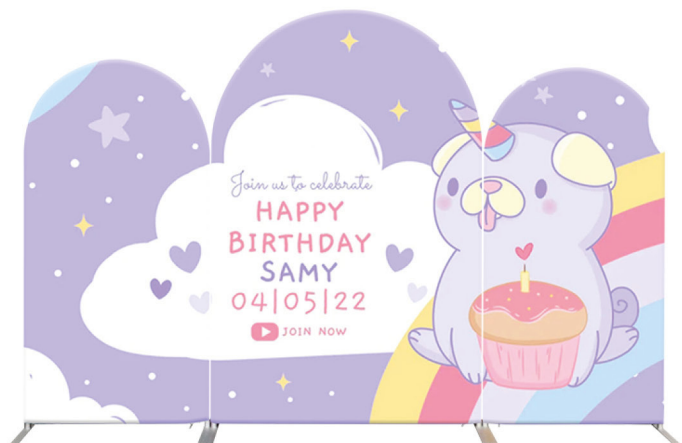 Join us to celebrate
HAPPY
BIRTHDAY
SAMY
04|05|22
JOIN NOW